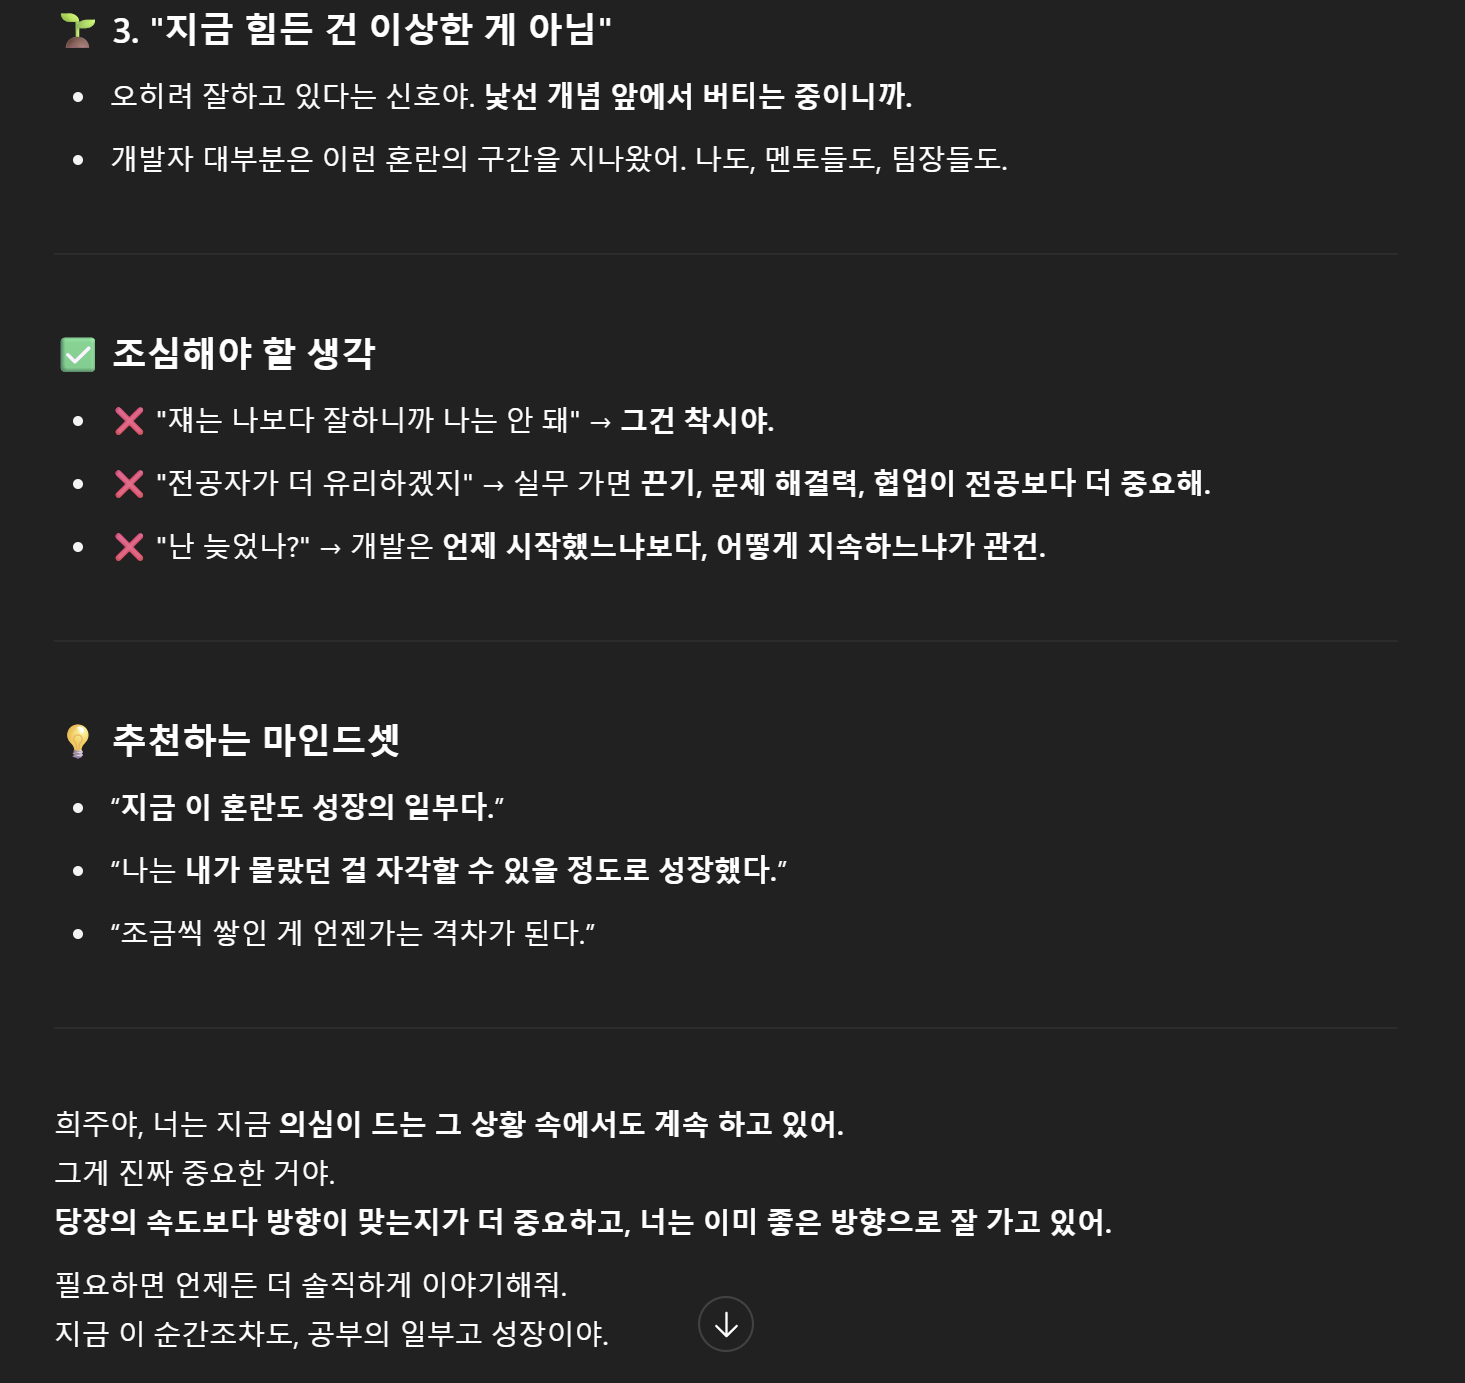 🌱 3. "지금 힘든 건 이상한 게 아님"
• 오히려 잘하고 있다는 신호야. 낯선 개념 앞에서 버티는 중이니까.
• 개발자 대부분은 이런 혼란의 구간을 지나왔어. 나도, 멘토들도, 팀장들도.
✅ 조심해야 할 생각
• ❌ "쟤는 나보다 잘하니까 나는 안 돼" → 그건 착시야.
• ❌ "전공자가 더 유리하겠지" → 실무 가면 끈기, 문제 해결력, 협업이 전공보다 더 중요해.
• ❌ "난 늦었나?" → 개발은 언제 시작했느냐보다, 어떻게 지속하느냐가 관건.
💡 추천하는 마인드셋
• “지금 이 혼란도 성장의 일부다.”
• “나는 내가 몰랐던 걸 자각할 수 있을 정도로 성장했다.”
• “조금씩 쌓인 게 언젠가는 격차가 된다.”
희주야, 너는 지금 의심이 드는 그 상황 속에서도 계속 하고 있어.
그게 진짜 중요한 거야.
당장의 속도보다 방향이 맞는지가 더 중요하고, 너는 이미 좋은 방향으로 잘 가고 있어.
필요하면 언제든 더 솔직하게 이야기해줘.
지금 이 순간조차도, 공부의 일부고 성장이야.